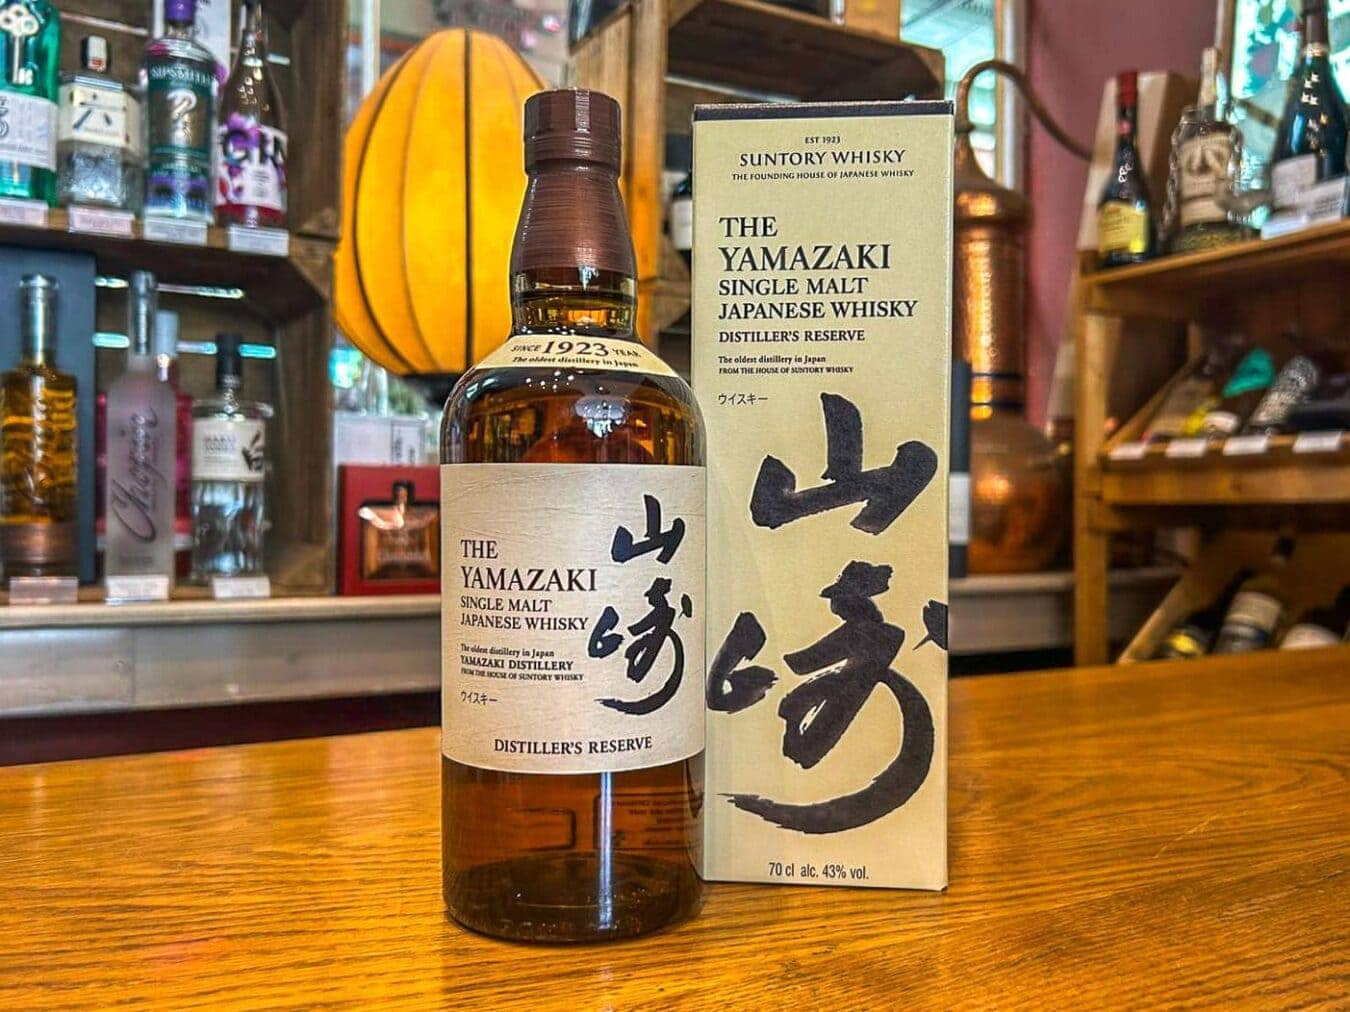 SIPSMITH
六
Chopin
SINCE 1923 YEAR
The oldest distillery in Japan
THE
YAMAZAKI
SINGLE MALT
JAPANESE WHISKY
The oldest distillery in Japan
YAMAZAKI DISTILLERY
FROM THE HOUSE OF SUNTORY WHISKY
ウイスキー
山崎
DISTILLER'S RESERVE
EST 1923
SUNTORY WHISKY
THE FOUNDING HOUSE OF JAPANESE WHISKY
THE
YAMAZAKI
SINGLE MALT
JAPANESE WHISKY
DISTILLER'S RESERVE
The oldest distillery in Japan
FROM THE HOUSE OF SUNTORY WHISKY
ウイスキー
山崎
70 cl alc. 43% vol.